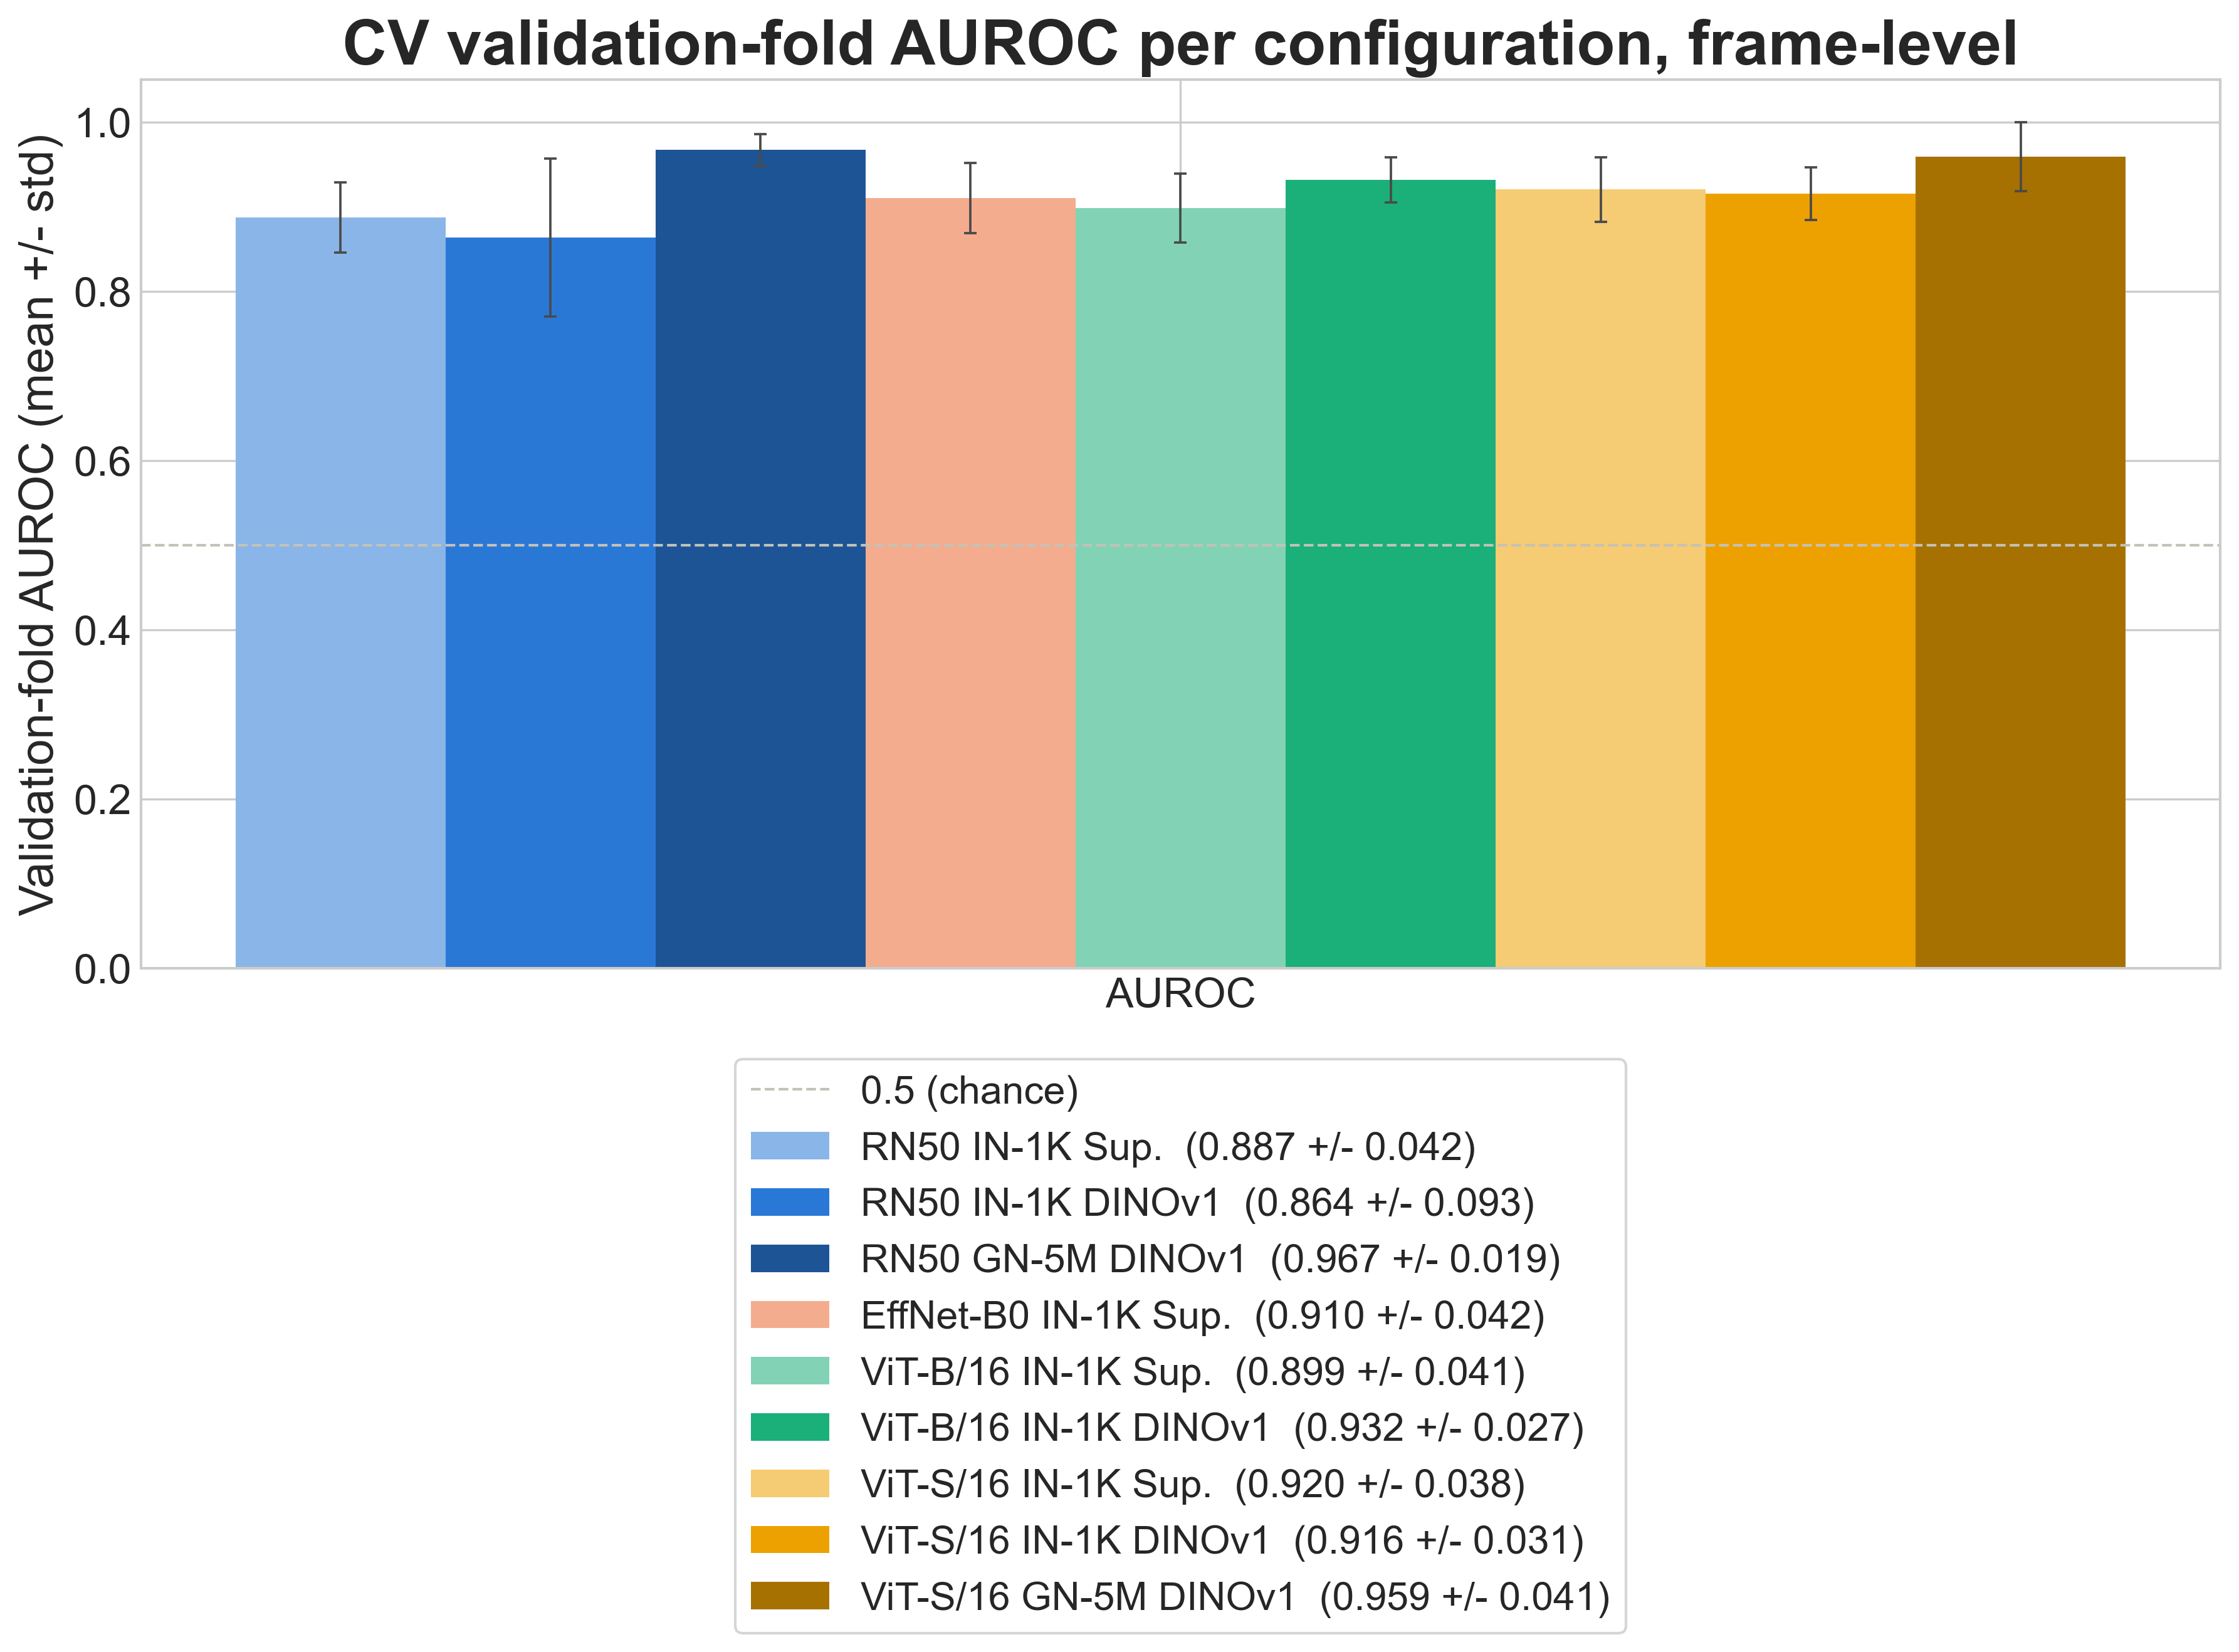 CV validation-fold AUROC per configuration, frame-level
Validation-fold AUROC (mean +/- std)
1.0
0.8
0.6
0.4
0.2
0.0
AUROC
0.5 (chance)
RN50 IN-1K Sup. (0.887 +/- 0.042)
RN50 IN-1K DINOv1 (0.864 +/- 0.093)
RN50 GN-5M DINOv1 (0.967 +/- 0.019)
EffNet-B0 IN-1K Sup. (0.910 +/- 0.042)
ViT-B/16 IN-1K Sup. (0.899 +/- 0.041)
ViT-B/16 IN-1K DINOv1 (0.932 +/- 0.027)
ViT-S/16 IN-1K Sup. (0.920 +/- 0.038)
ViT-S/16 IN-1K DINOv1 (0.916 +/- 0.031)
ViT-S/16 GN-5M DINOv1 (0.959 +/- 0.041)